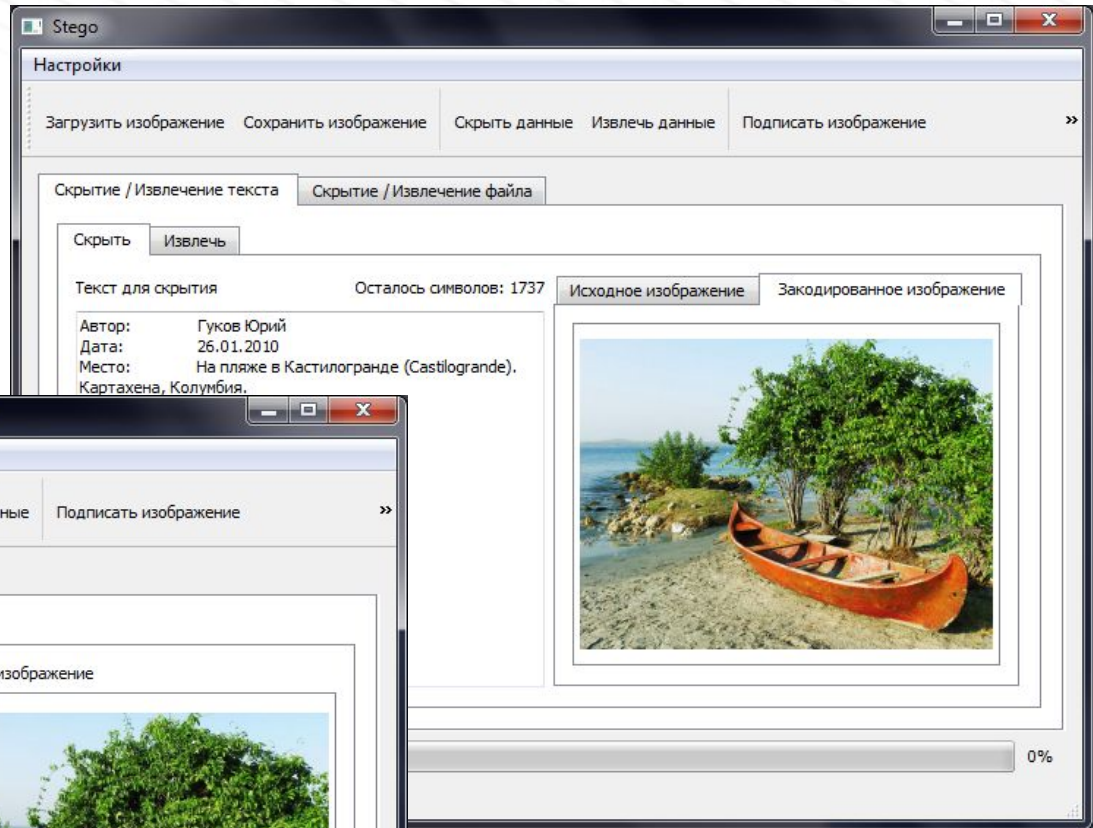 Stego
Настройки
Загрузить изображение Сохранить изображение Скрыть данные Извлечь данные Подписать изображение »
Скрытие / Извлечение текста Скрытие / Извлечение файла
Скрыть Извлечь
Текст для скрытия Осталось символов: 1737 Исходное изображение Закодированное изображение
Автор: Гуков Юрий
Дата: 26.01.2010
Место: На пляже в Кастилогранде (Castilogrande).
Картахена, Колумбия.
ные Подписать изображение »
изображение
0%